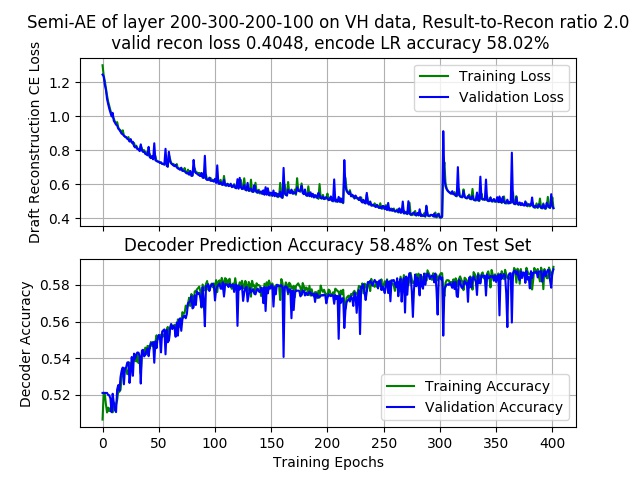 Semi-AE of layer 200-300-200-100 on VH data, Result-to-Recon ratio 2.0
valid recon loss 0.4048, encode LR accuracy 58.02%
Draft Reconstruction CE Loss
1.2
1.0
0.8
0.6
0.4
Training Loss
Validation Loss
Decoder Prediction Accuracy 58.48% on Test Set
Decoder Accuracy
0.58
0.56
0.54
0.52
Training Accuracy
Validation Accuracy
0 50 100 150 200 250 300 350 400
Training Epochs